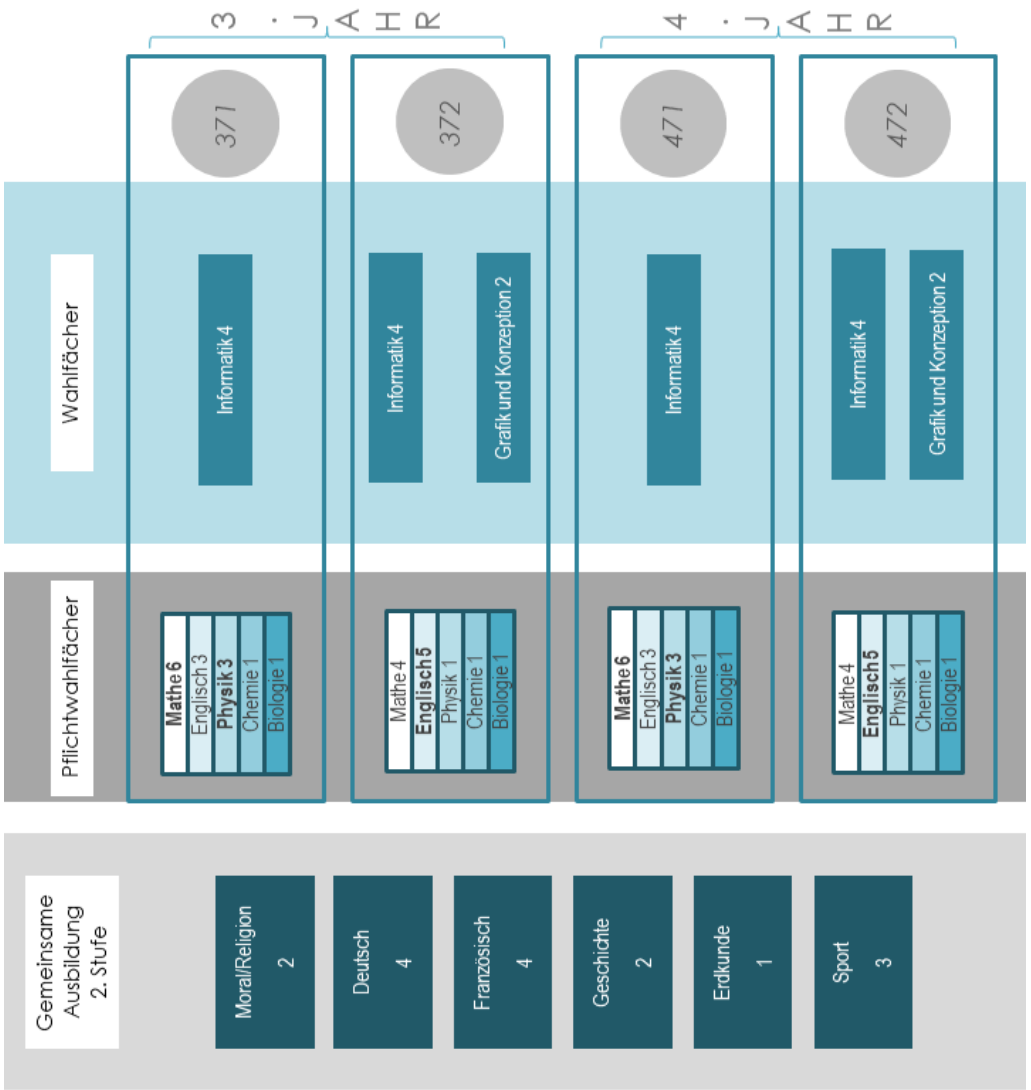 Gemeinsame
Ausbildung
2. Stufe
Moral/Religion
2
Deutsch
4
Französisch
4
Geschichte
2
Erdkunde
1
Sport
3
Pflichtwahlfächer
Mathe 6
Englisch 3
Physik 3
Chemie 1
Biologie 1
Mathe 4
Englisch 5
Physik 1
Chemie 1
Biologie 1
Mathe 6
Englisch 3
Physik 3
Chemie 1
Biologie 1
Mathe 4
Englisch 5
Physik 1
Chemie 1
Biologie 1
Wahlfächer
Informatik 4
Informatik 4
Grafik und Konzeption 2
Informatik 4
Informatik 4
Grafik und Konzeption 2
371
372
471
472
3. JAHR
4. JAHR